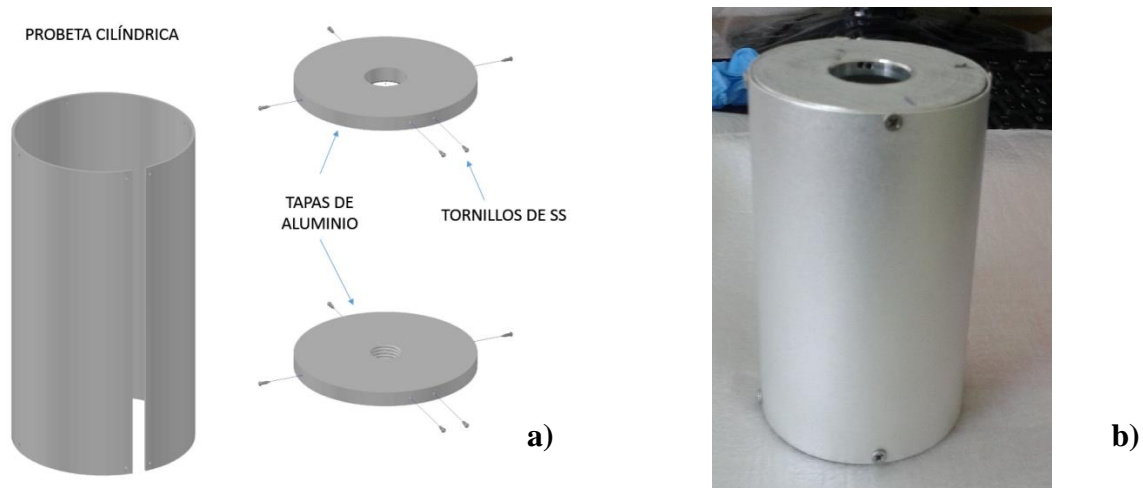 PROBETA CILÍNDRICA
TAPAS DE
ALUMINIO
TORNILLOS DE SS
a)
b)